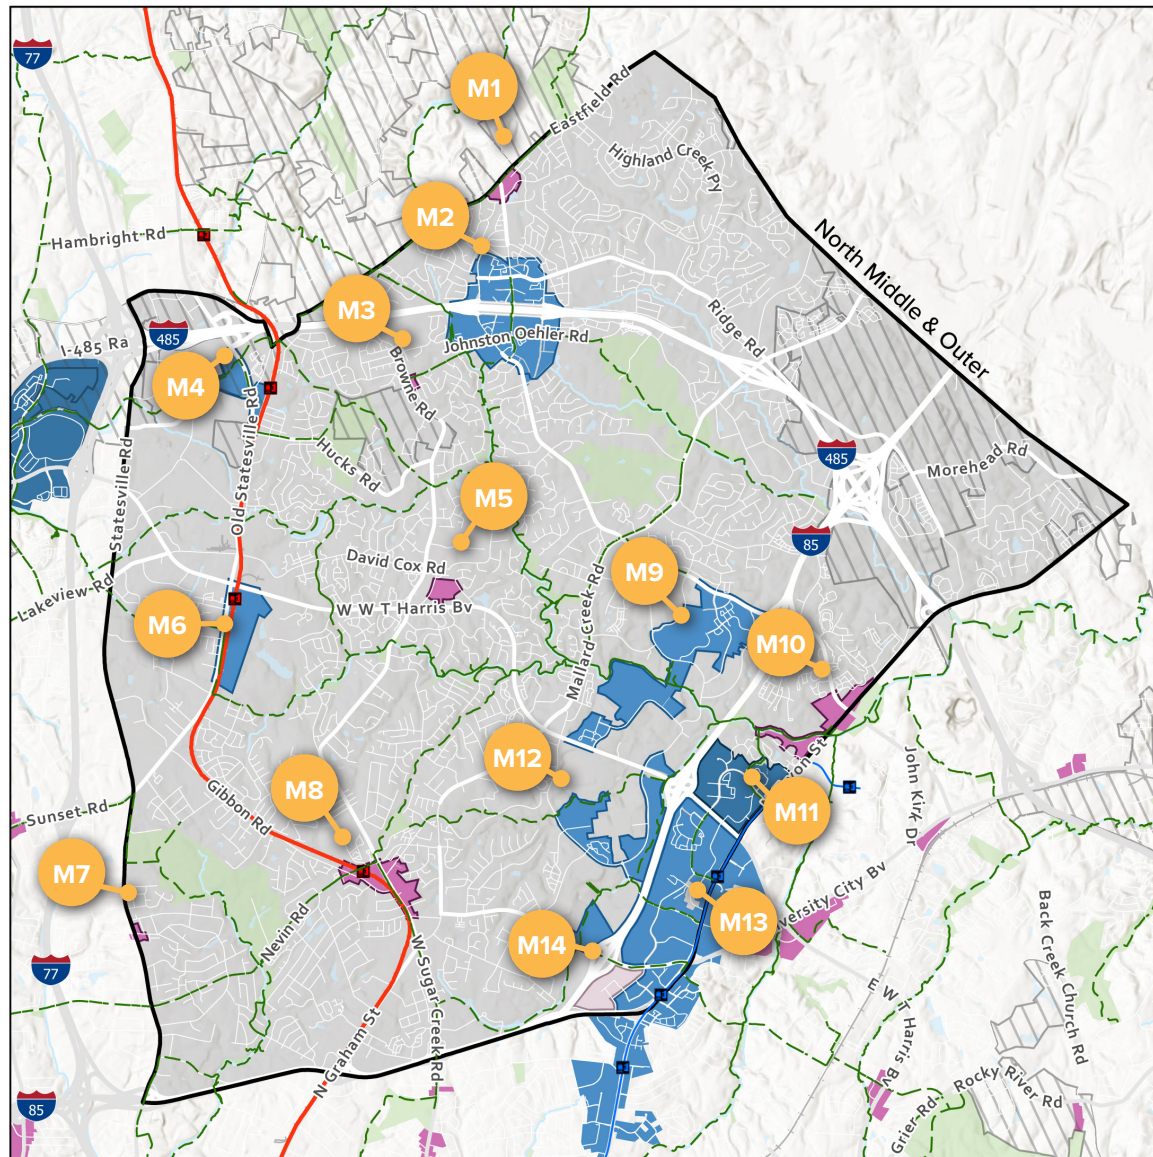 77
M1
Eastfield Rd
Highland Creek Py
M2
Hambright Rd
North Middle & Outer
M3
Ridge Rd
485
I-485 Ra
Johnston Oehler Rd
M4
Browne Rd
Old Statesville Rd
Statesville Rd
Hucks Rd
485
Morehead Rd
M5
85
David Cox Rd
Lakeview Rd
M9
W W T Harris Bv
M6
Mallard Creek Rd
M10
M12
John Kirk Dr
M8
Gibbon Rd
M11
Sunset Rd
M7
M13
Nevin Rd
M14
W Sugar Creek Rd
77
E W T Harris Bv
Back Creek Church Rd
N Graham St
Rocky River Rd
Grier Rd
85